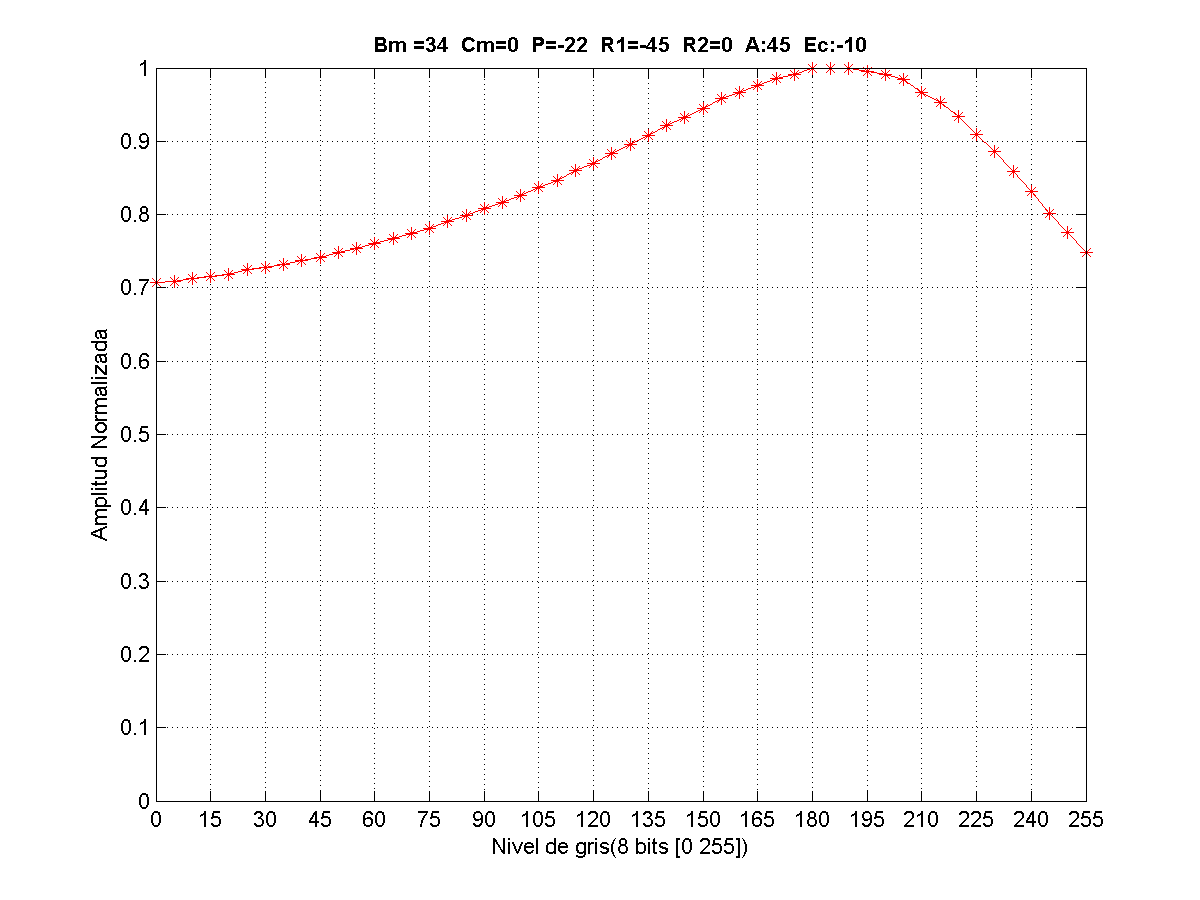 Bm =34 Cm=0 P=-22 R1=-45 R2=0 A:45 Ec:-10
1
0.9
0.8
0.7
0.6
0.5
0.4
0.3
0.2
0.1
0
Amplitud Normalizada
0 15 30 45 60 75 90 105 120 135 150 165 180 195 210 225 240 255
Nivel de gris(8 bits [0 255])